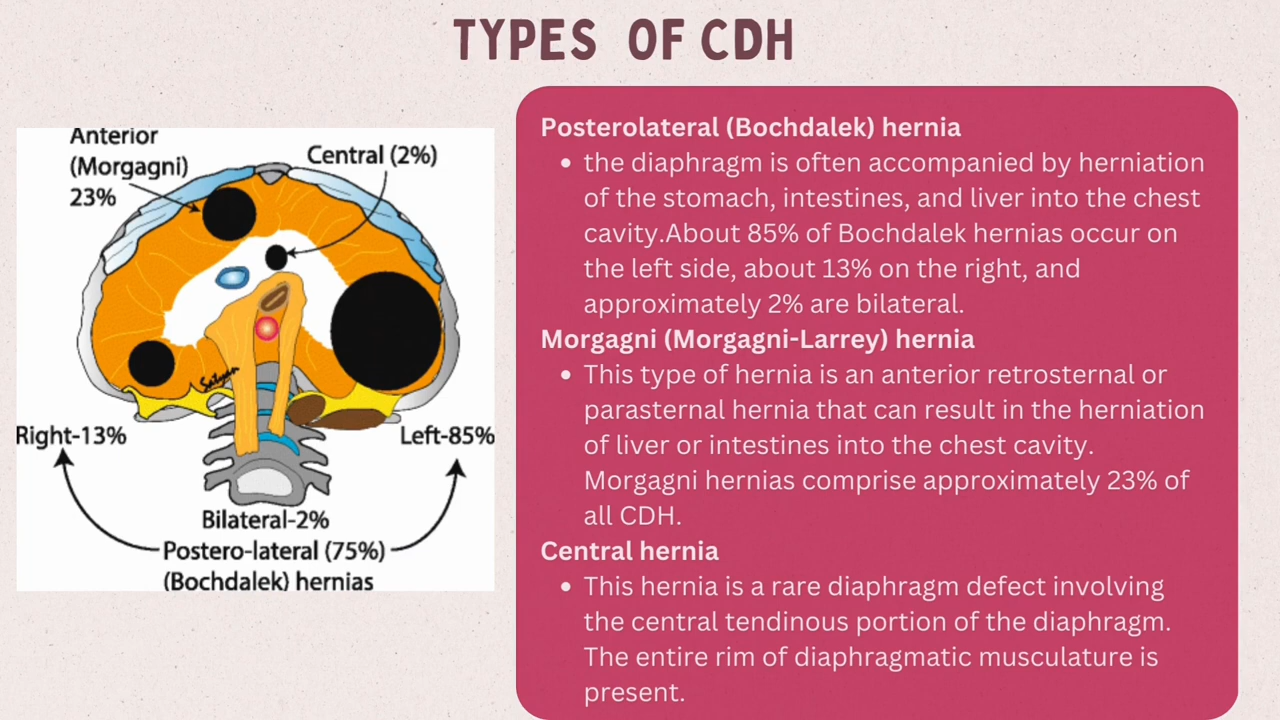 TYPES OF CDH
Anterior
(Morgagni)
23%
Central (2%)
Satyan
Right-13%
Left-85%
Bilateral-2%
Postero-lateral (75%)
(Bochdalek) hernias
Posterolateral (Bochdalek) hernia
• the diaphragm is often accompanied by herniation
of the stomach, intestines, and liver into the chest
cavity.About 85% of Bochdalek hernias occur on
the left side, about 13% on the right, and
approximately 2% are bilateral.
Morgagni (Morgagni-Larrey) hernia
• This type of hernia is an anterior retrosternal or
parasternal hernia that can result in the herniation
of liver or intestines into the chest cavity.
Morgagni hernias comprise approximately 23% of
all CDH.
Central hernia
• This hernia is a rare diaphragm defect involving
the central tendinous portion of the diaphragm.
The entire rim of diaphragmatic musculature is
present.